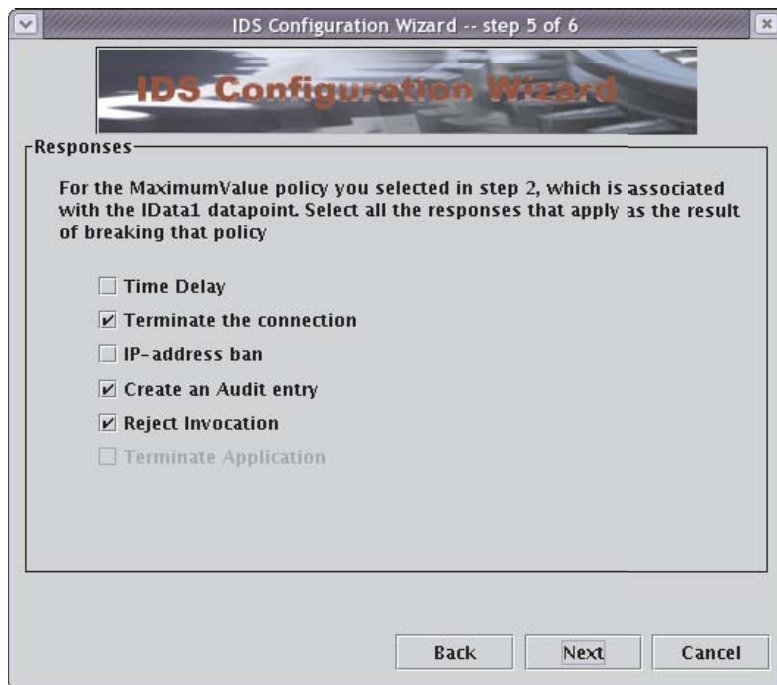 IDS Configuration Wizard -- step 5 of 6
IDS Configuration Wizard
Responses
For the MaximumValue policy you selected in step 2, which is associated
with the IData1 datapoint. Select all the responses that apply as the result
of breaking that policy
Time Delay
Terminate the connection
IP-address ban
Create an Audit entry
Reject Invocation
Terminate Application
Back Next Cancel